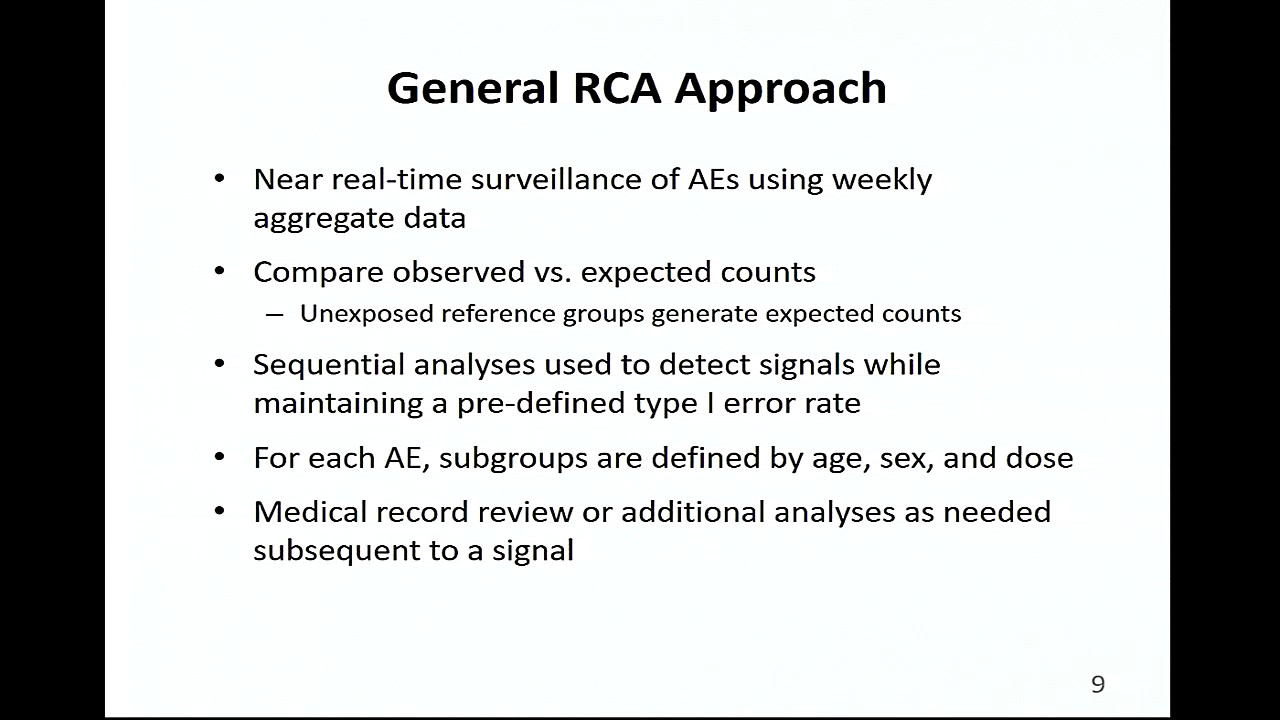 General RCA Approach
• Near real-time surveillance of AEs using weekly
aggregate data
• Compare observed vs. expected counts
– Unexposed reference groups generate expected counts
• Sequential analyses used to detect signals while
maintaining a pre-defined type I error rate
• For each AE, subgroups are defined by age, sex, and dose
• Medical record review or additional analyses as needed
subsequent to a signal
9